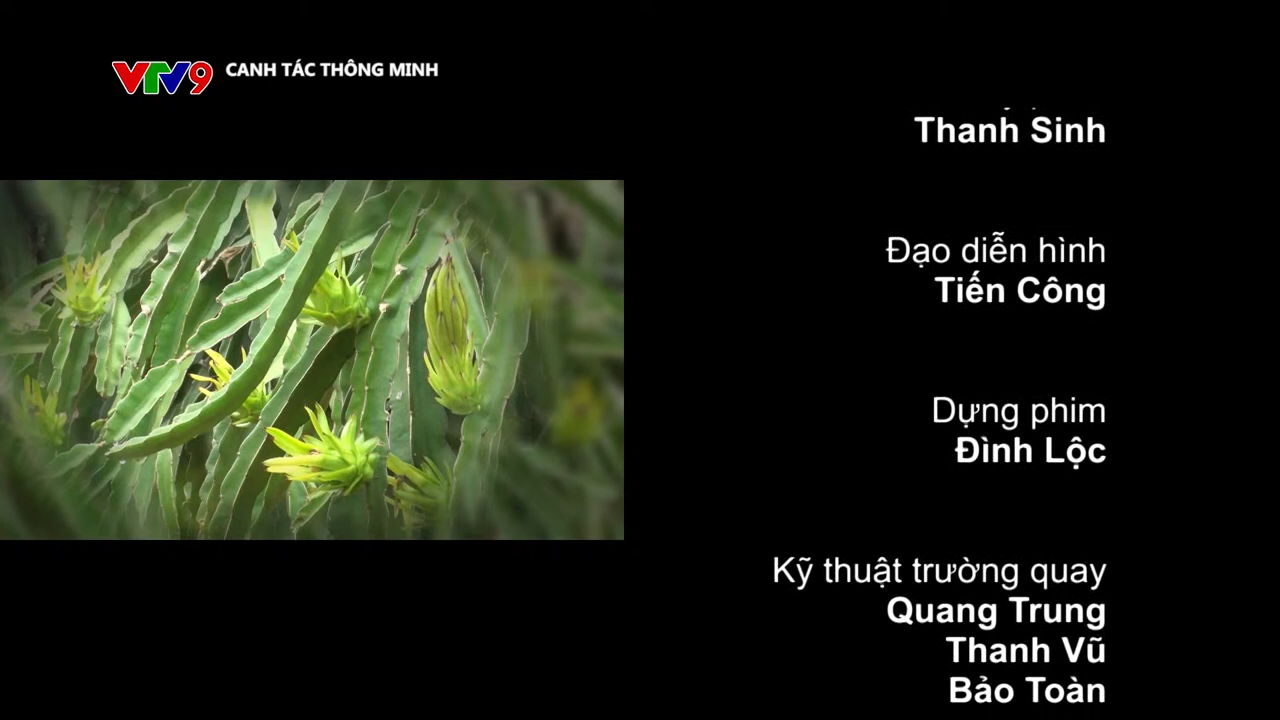 VTV9 CANH TÁC THÔNG MINH
Thanh Sinh
Đạo diễn hình
Tiến Công
Dựng phim
Đình Lộc
Kỹ thuật trường quay
Quang Trung
Thanh Vũ
Bảo Toàn